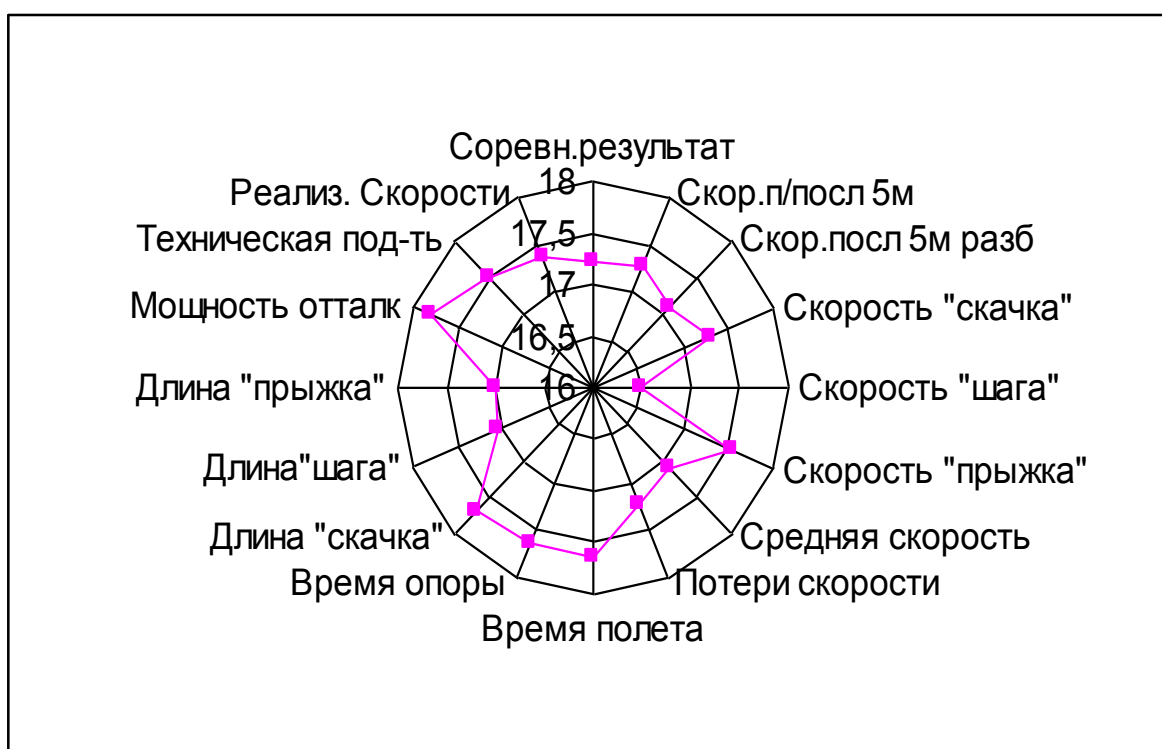 Соревн.результат
18
Реализ. Скорости
Скор.п/посл 5м
17,5
Техническая под-ть
Скор.посл 5м разб
17
Мощность отталк
Скорость "скачка"
16,5
Длина "прыжка"
16
Скорость "шага"
Длина"шага"
Скорость "прыжка"
Длина "скачка"
Средняя скорость
Время опоры
Потери скорости
Время полета